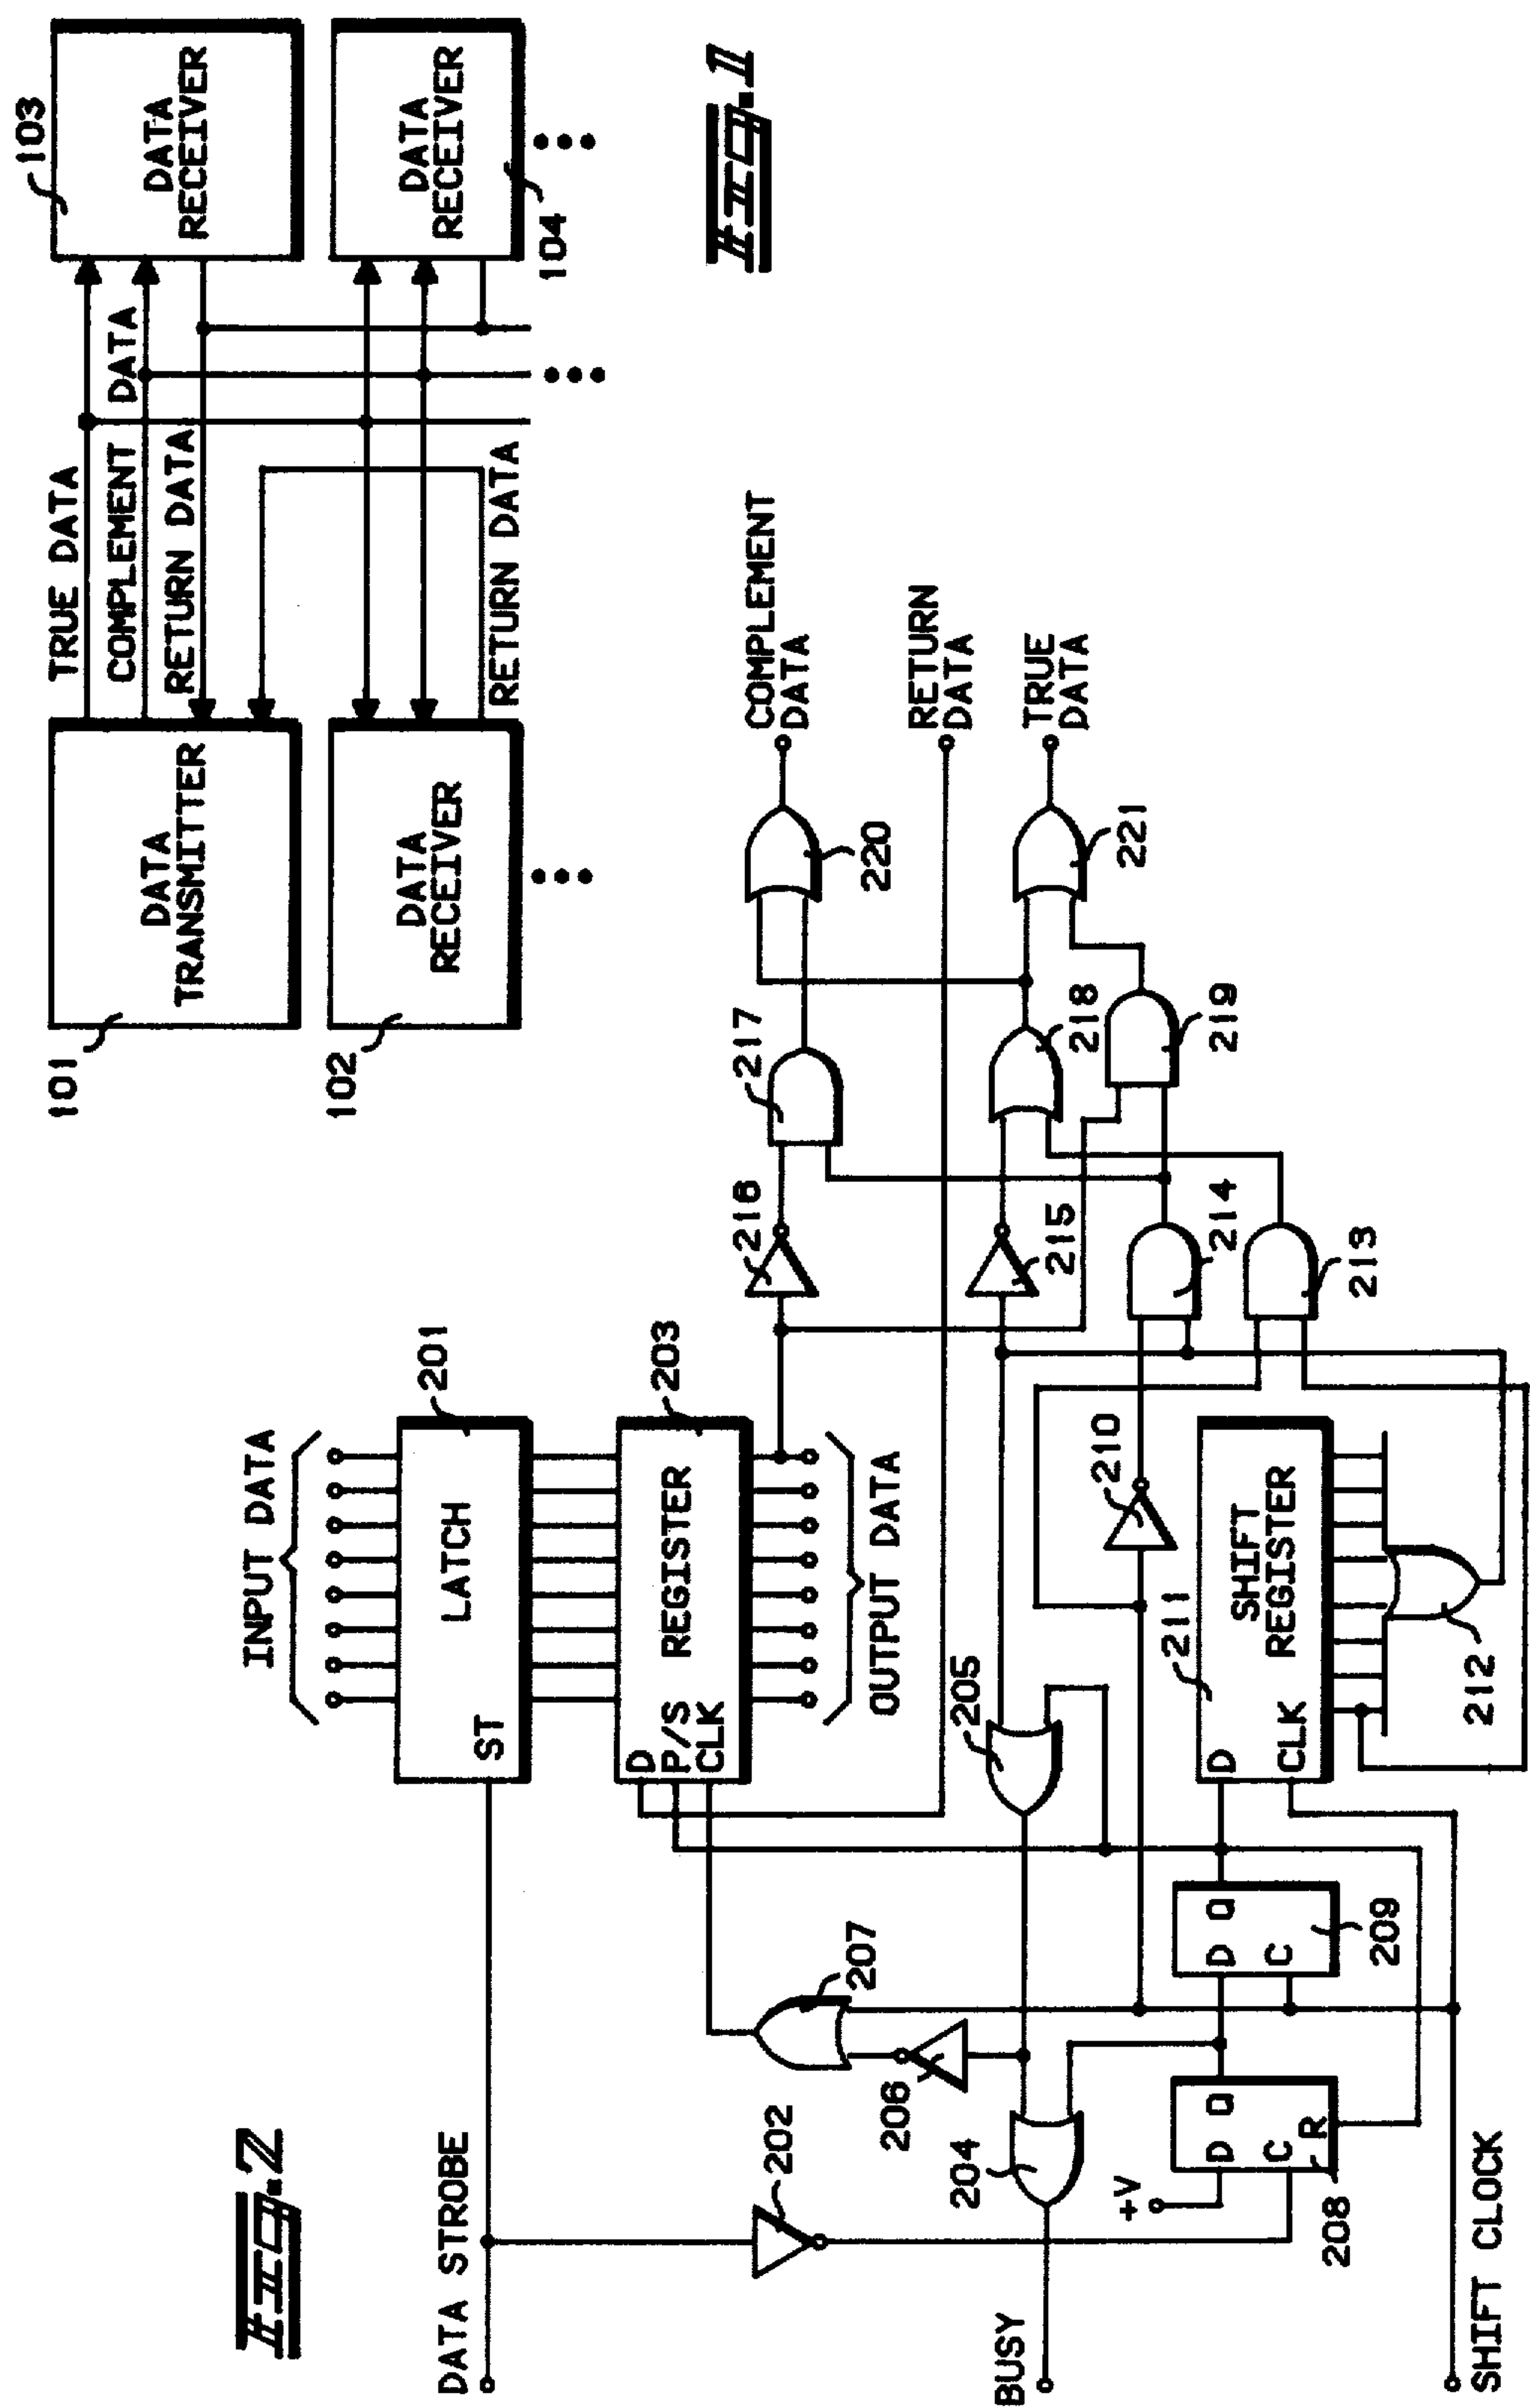 Fig. 1
101
DATA
TRANSMITTER
TRUE DATA
COMPLEMENT DATA
RETURN DATA
103
DATA
RECEIVER
102
DATA
RECEIVER
RETURN DATA
DATA
RECEIVER
104
Fig. 2
DATA STROBE
INPUT DATA
LATCH
ST
201
D
P/S
CLK
REGISTER
203
OUTPUT DATA
202
206
207
BUSY
204
205
+V
D
Q
C
R
208
D
Q
C
209
210
211
D
CLK
SHIFT
REGISTER
212
SHIFT CLOCK
213
214
215
216
217
218
219
220
221
COMPLEMENT
DATA
RETURN
DATA
TRUE
DATA